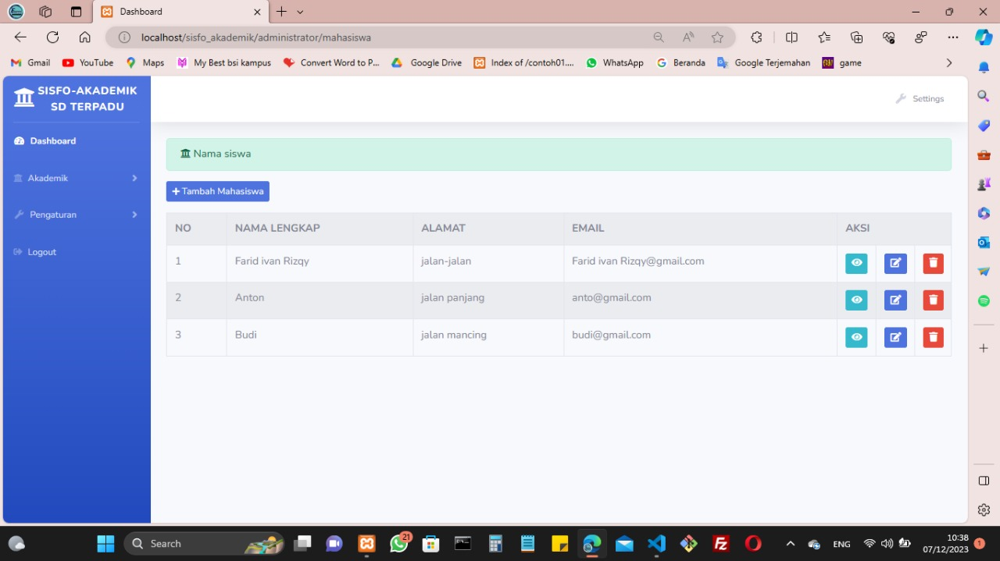 Dashboard
localhost/sisfo_akademik/administrator/mahasiswa
Gmail YouTube Maps My Best bsi kampus Convert Word to P... Google Drive Index of /contoh01.... WhatsApp Beranda Google Terjemahan game
SISFO-AKADEMIK
SD TERPADU
Settings
Dashboard
Akademik
Pengaturan
Logout
Nama siswa
Tambah Mahasiswa
NO NAMA LENGKAP ALAMAT EMAIL AKSI
1 Farid ivan Rizqy jalan-jalan Farid ivan Rizqy@gmail.com
2 Anton jalan panjang anto@gmail.com
3 Budi jalan mancing budi@gmail.com
Search
21
ENG
10:38
07/12/2023
1